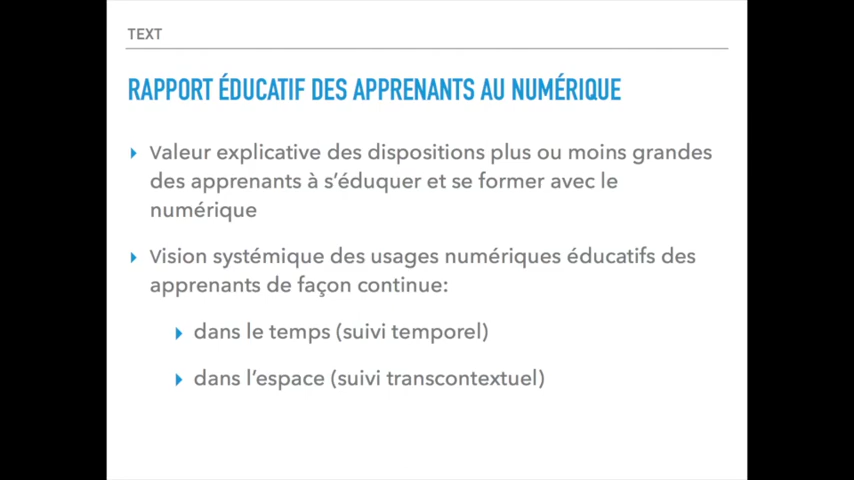 TEXT
RAPPORT ÉDUCATIF DES APPRENANTS AU NUMÉRIQUE
Valeur explicative des dispositions plus ou moins grandes
des apprenants à s'éduquer et se former avec le
numérique
Vision systémique des usages numériques éducatifs des
apprenants de façon continue:
dans le temps (suivi temporel)
dans l'espace (suivi transcontextuel)